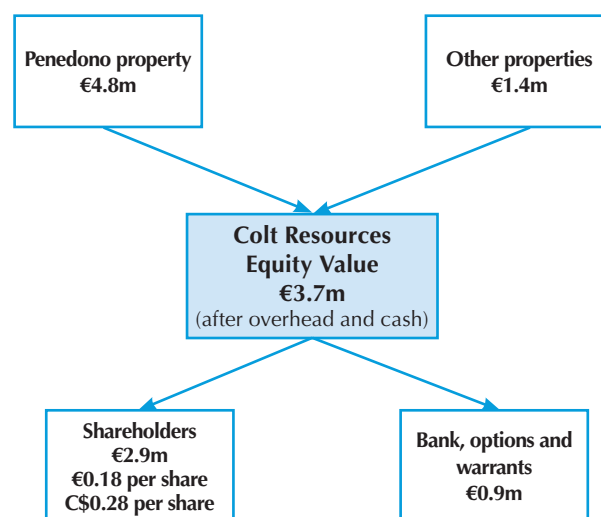 Penedono property
€4.8m
Other properties
€1.4m
Colt Resources
Equity Value
€3.7m
(after overhead and cash)
Shareholders
€2.9m
€0.18 per share
C$0.28 per share
Bank, options and
warrants
€0.9m